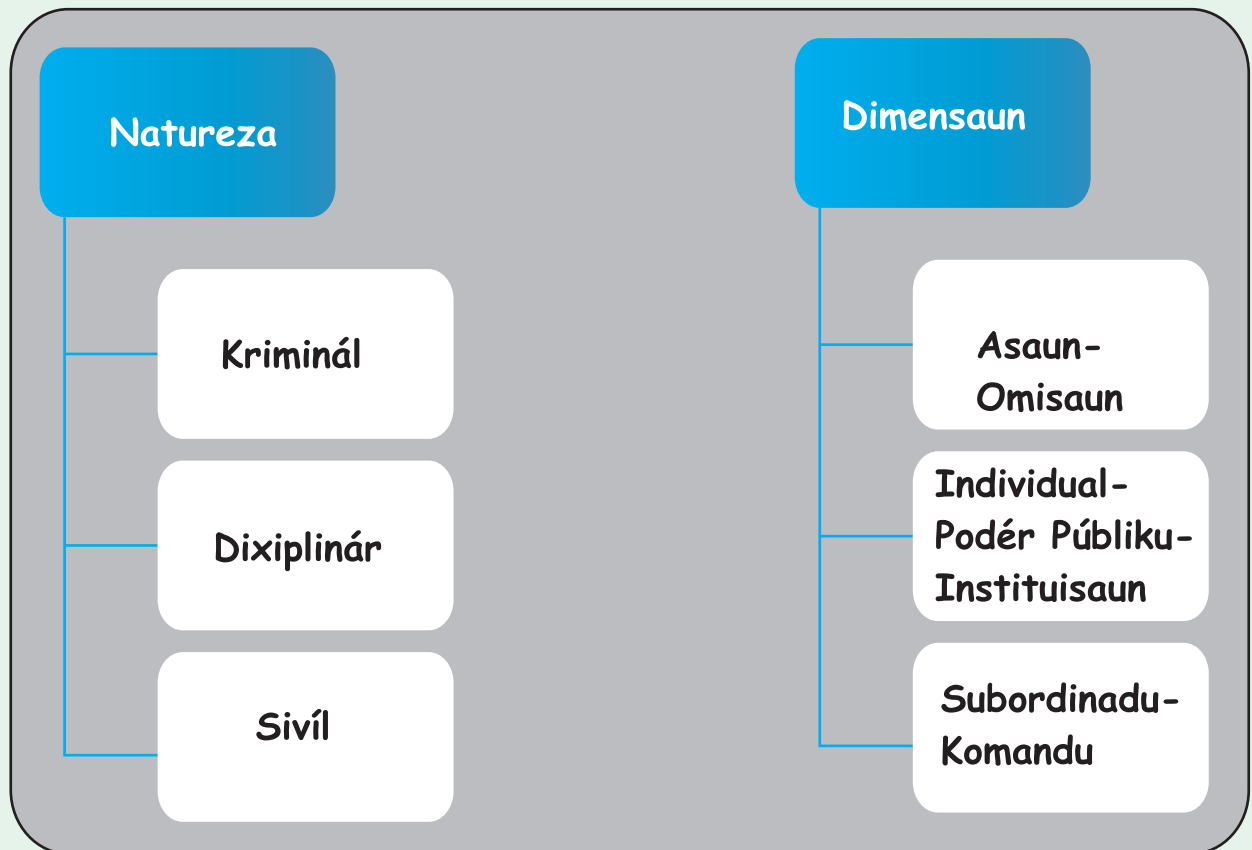 Natureza
Kriminál
Dixiplinár
Sivíl
Dimensaun
Asaun-
Omisaun
Individual-
Podér Públiku-
Instituisaun
Subordinadu-
Komandu